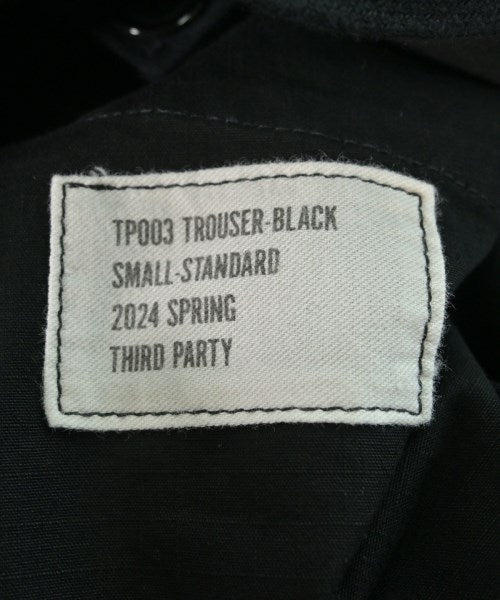 TP003 TROUSER-BLACK
SMALL-STANDARD
2024 SPRING
THIRD PARTY